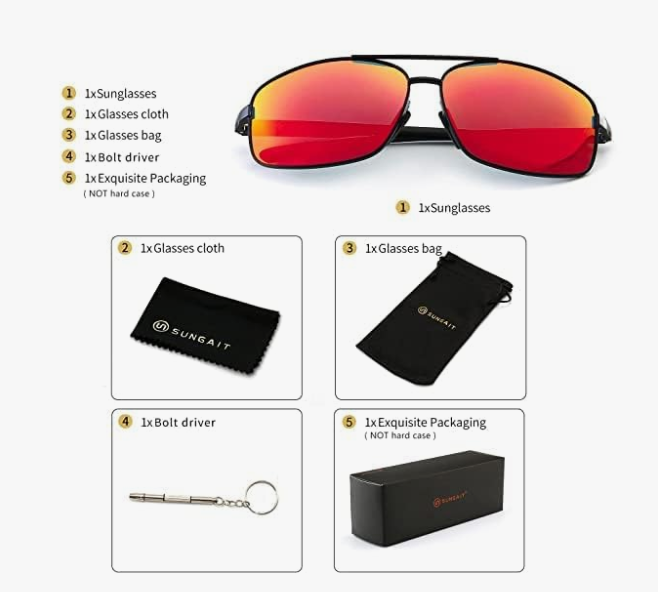 1 1xSunglasses
2 1xGlasses cloth
3 1xGlasses bag
4 1xBolt driver
5 1xExquisite Packaging
( NOT hard case )
1 1xSunglasses
2 1xGlasses cloth
SUNGAIT
3 1xGlasses bag
SUNGAIT
4 1xBolt driver
5 1xExquisite Packaging
( NOT hard case )
SUNGAIT